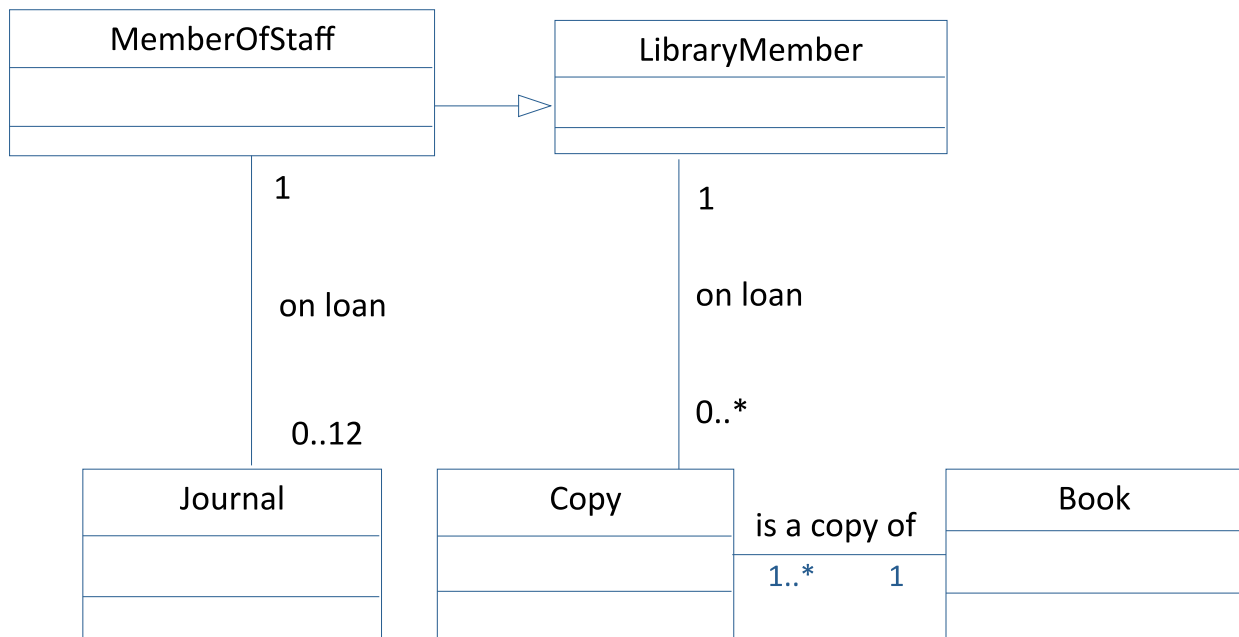 MemberOfStaff
LibraryMember
1
1
on loan
on loan
0..*
0..12
Journal
Copy
is a copy of
Book
1..*
1